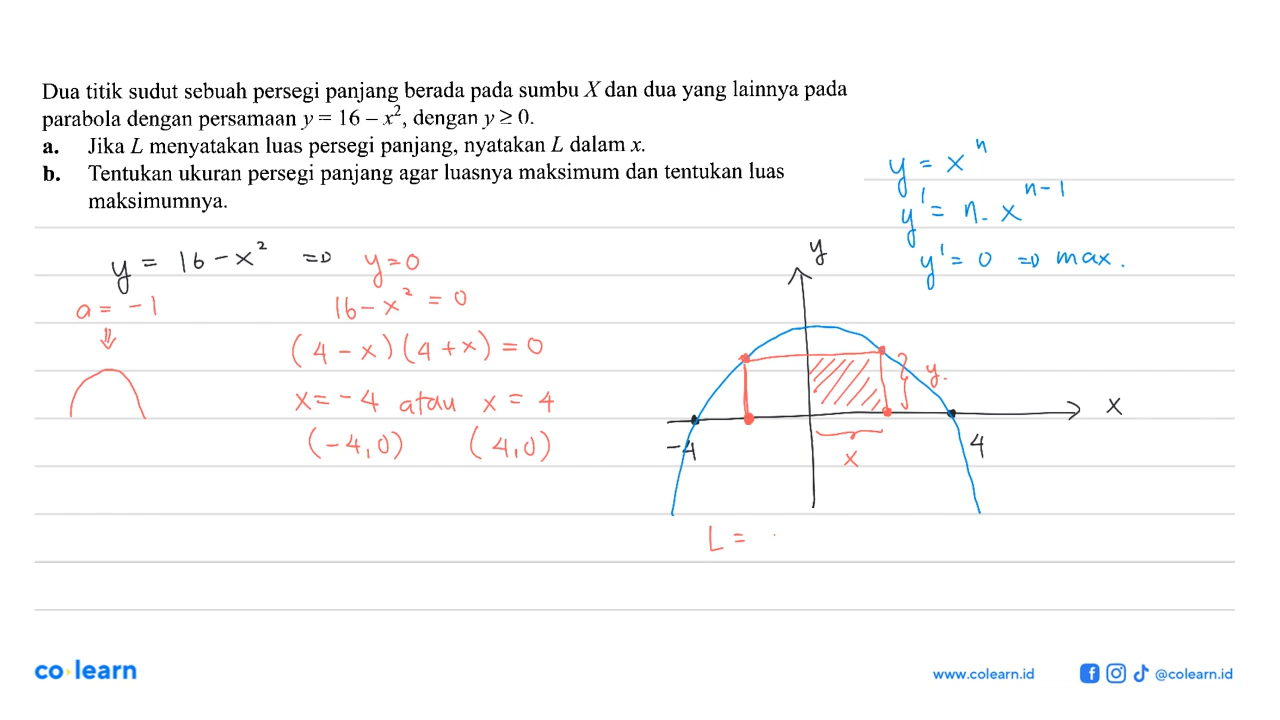 Dua titik sudut sebuah persegi panjang berada pada sumbu X dan dua yang lainnya pada
parabola dengan persamaan y = 16 – x², dengan y ≥ 0.
a. Jika L menyatakan luas persegi panjang, nyatakan L dalam x.
b. Tentukan ukuran persegi panjang agar luasnya maksimum dan tentukan luas
maksimumnya.
y = xⁿ
y' = n. xⁿ⁻¹
y' = 0 ⇒ max.
y = 16 - x² ⇒ y = 0
a = -1
⇓
16 - x² = 0
(4 - x)(4 + x) = 0
x = -4 atau x = 4
(-4,0) (4,0)
y
y.
x
-4
4
x
L =
co learn
www.colearn.id
@colearn.id